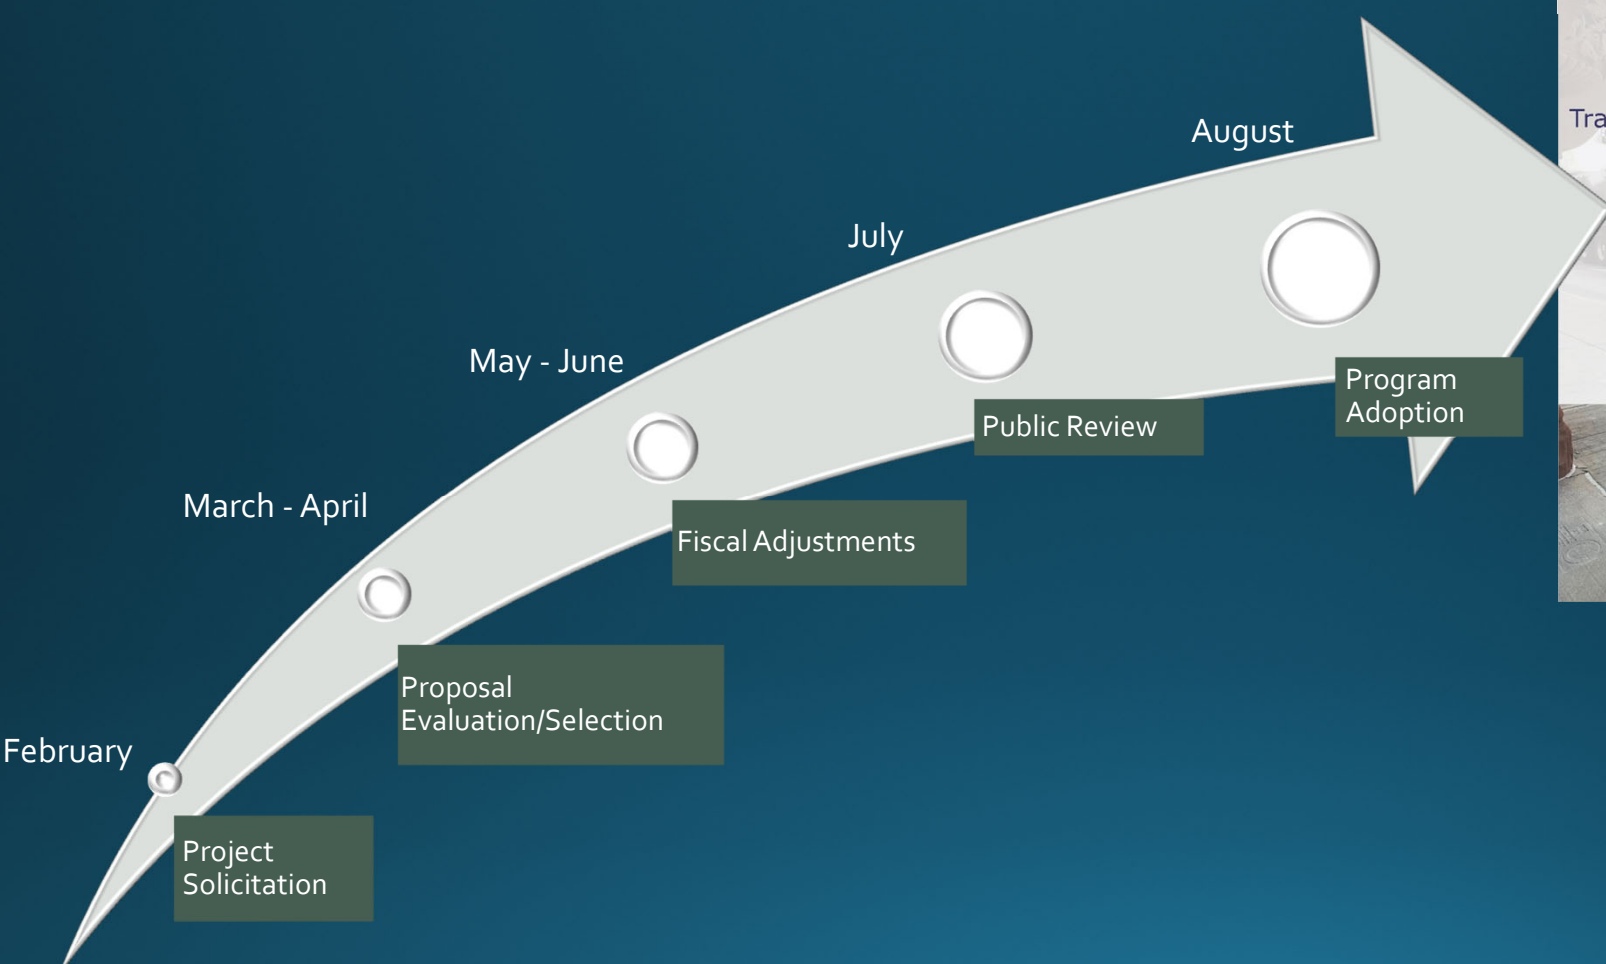 August
July
May - June
March - April
February
Program
Adoption
Public Review
Fiscal Adjustments
Proposal
Evaluation/Selection
Project
Solicitation